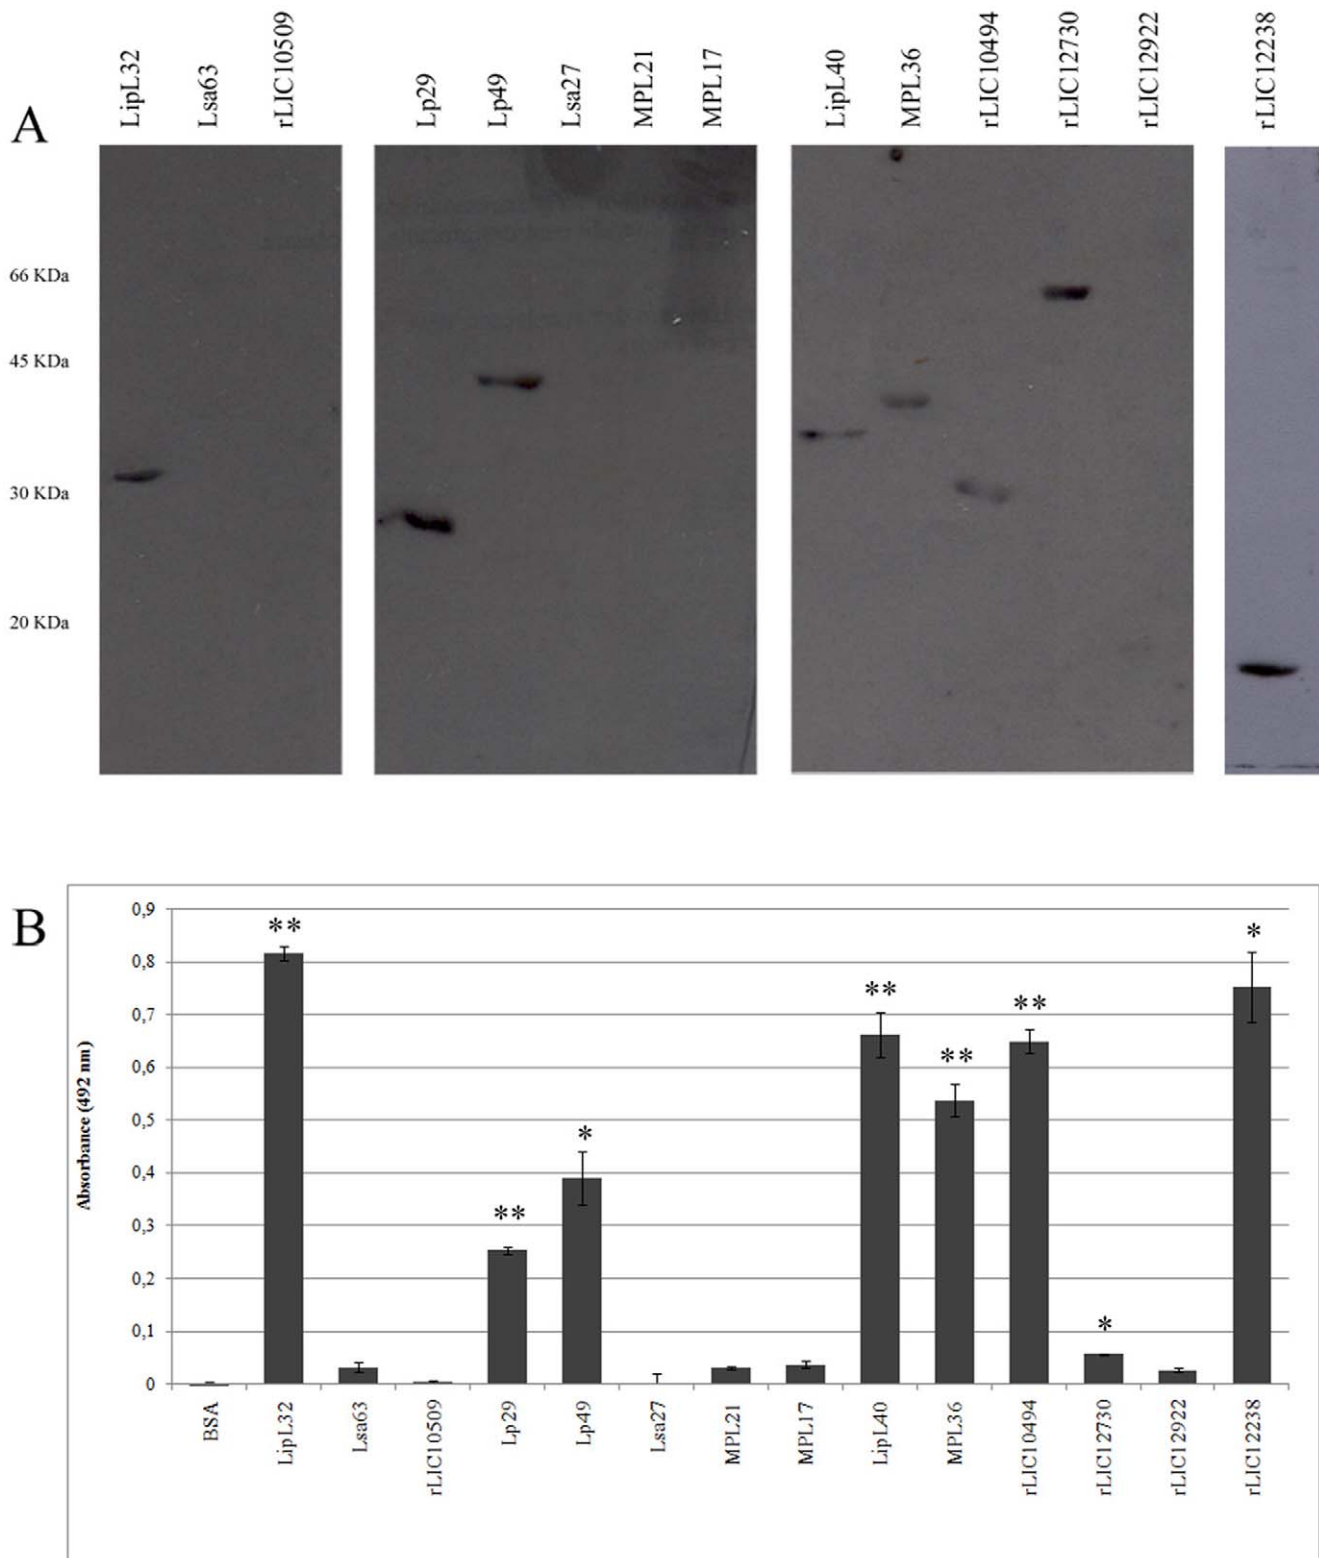 A
LipL32
Lsa63
rLIC10509
Lp29
Lp49
Lsa27
MPL21
MPL17
LipL40
MPL36
rLIC10494
rLIC12730
rLIC12922
rLIC12238
66 KDa
45 KDa
30 KDa
20 KDa
B
Absorbance (492 nm)
0,9
0,8
0,7
0,6
0,5
0,4
0,3
0,2
0,1
0
**
**
*
**
**
**
*
*
BSA
LipL32
Lsa63
rLIC10509
Lp29
Lp49
Lsa27
MPL21
MPL17
LipL40
MPL36
rLIC10494
rLIC12730
rLIC12922
rLIC12238